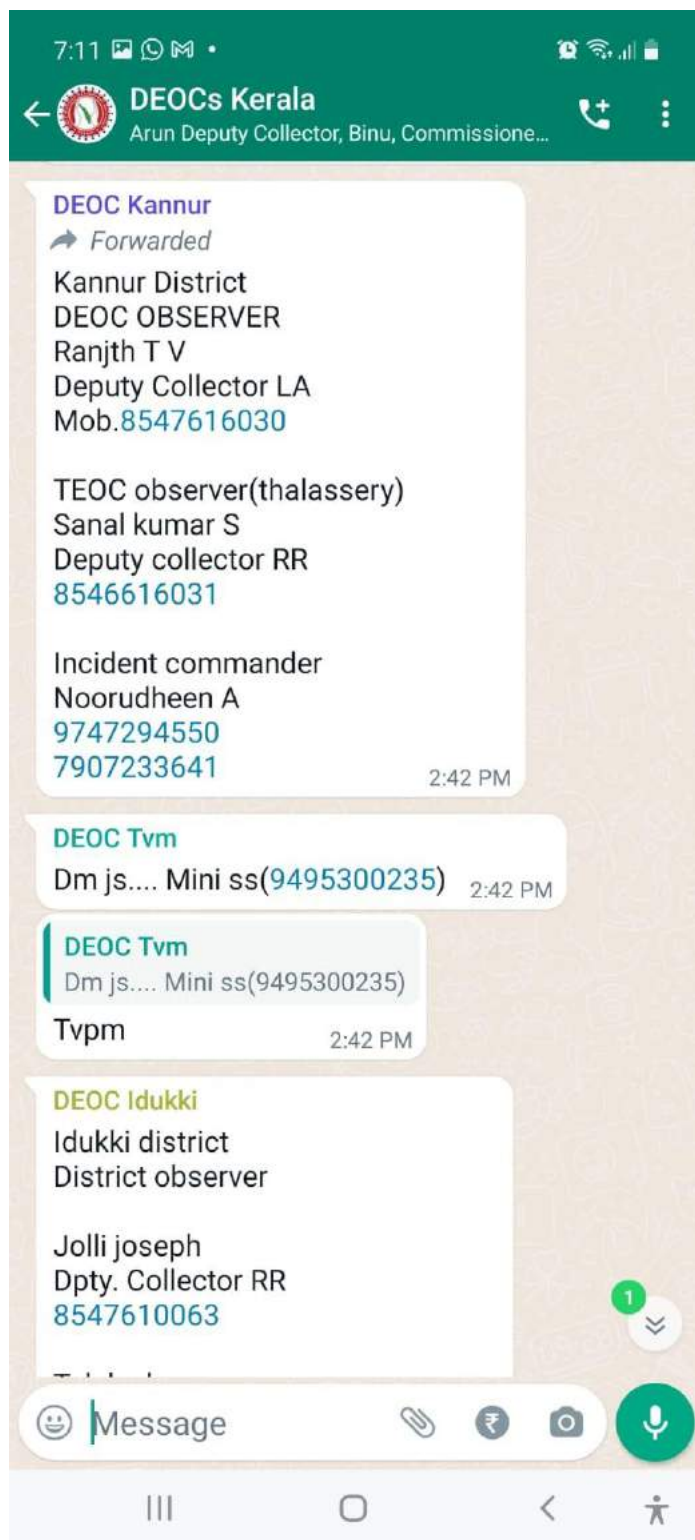 7:11
DEOCs Kerala
Arun Deputy Collector, Binu, Commissione...
DEOC Kannur
Forwarded
Kannur District
DEOC OBSERVER
Ranjth T V
Deputy Collector LA
Mob.8547616030
TEOC observer(thalassery)
Sanal kumar S
Deputy collector RR
8546616031
Incident commander
Noorudheen A
9747294550
7907233641
2:42 PM
DEOC Tvm
Dm js.... Mini ss(9495300235) 2:42 PM
DEOC Tvm
Dm js.... Mini ss(9495300235)
Tvpm 2:42 PM
DEOC Idukki
Idukki district
District observer
Jolli joseph
Dpty. Collector RR
8547610063
1
Message